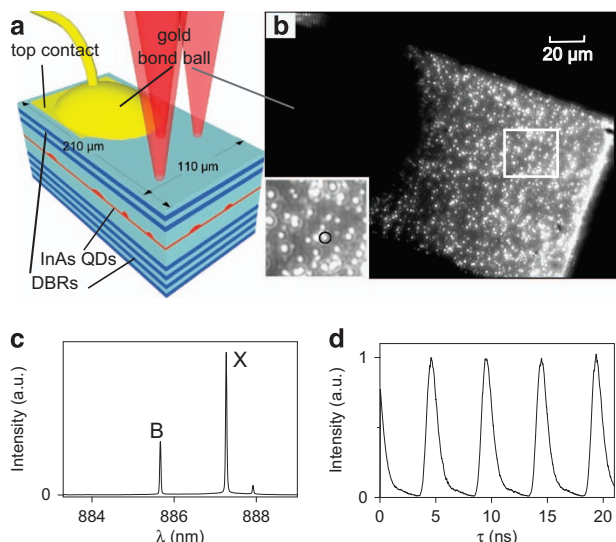 a
top contact
gold
bond ball
210 µm
110 µm
InAs QDs
DBRs
b
20 µm
c
Intensity (a.u.)
B
X
0
884
886
888
λ (nm)
d
Intensity (a.u.)
1
0
0
5
10
15
20
τ (ns)